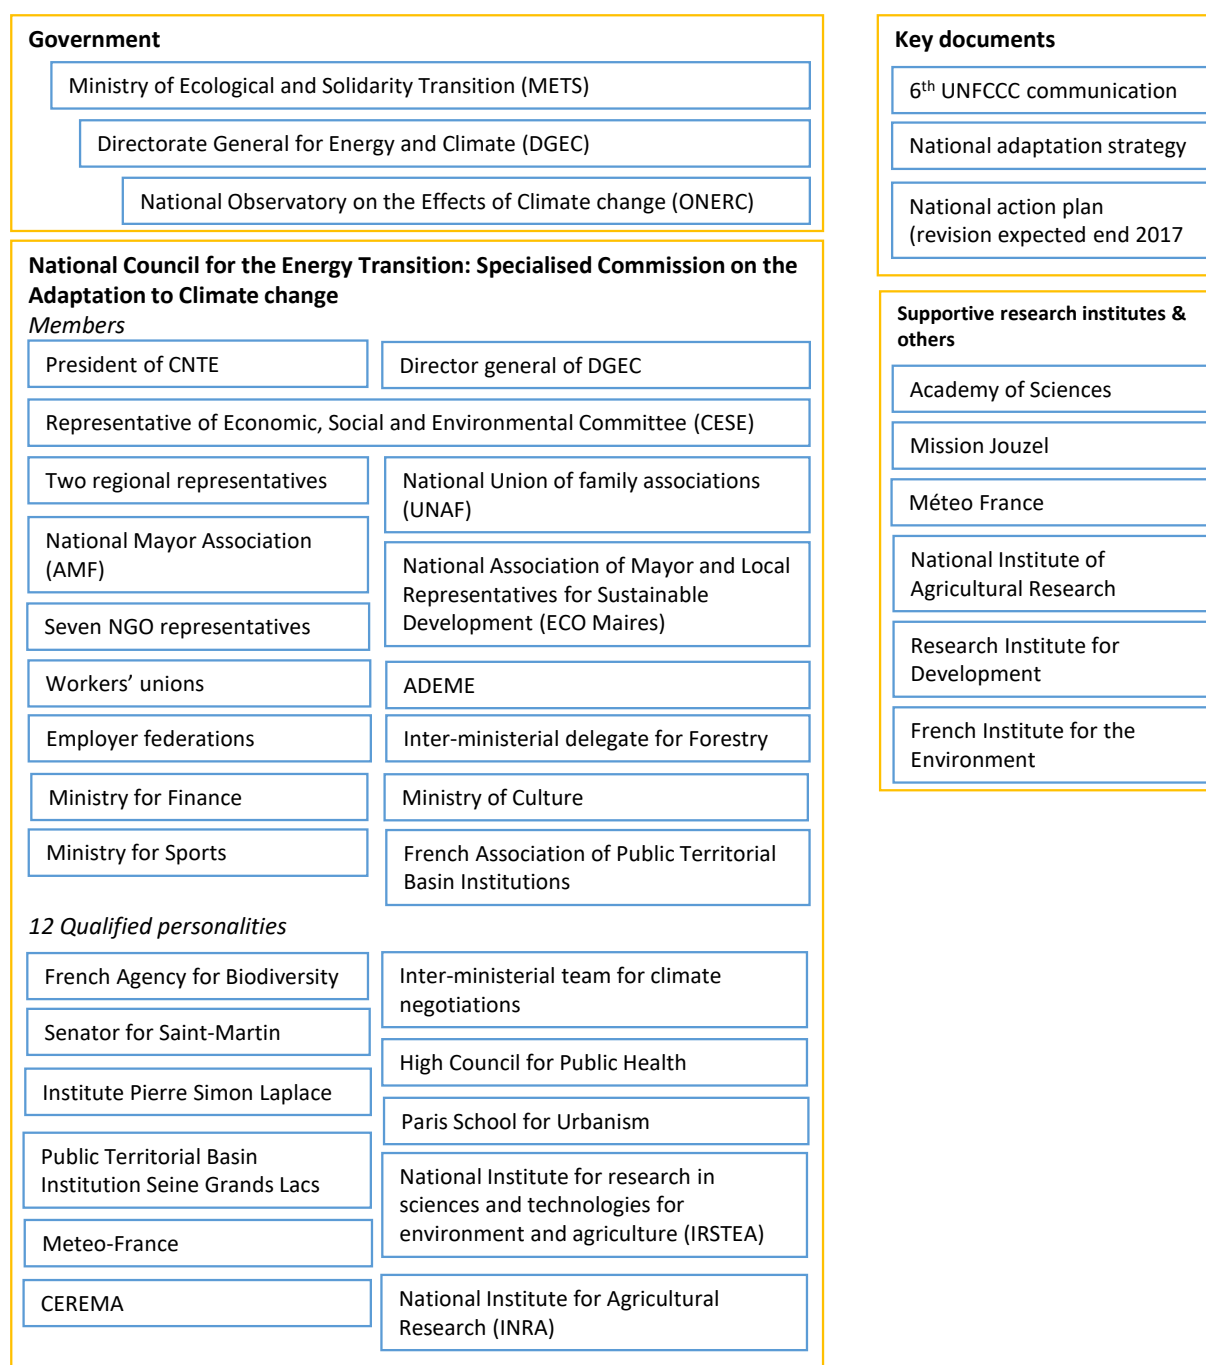 Government
Ministry of Ecological and Solidarity Transition (METS)
Directorate General for Energy and Climate (DGEC)
National Observatory on the Effects of Climate change (ONERC)
National Council for the Energy Transition: Specialised Commission on the
Adaptation to Climate change
Members
President of CNTE
Director general of DGEC
Representative of Economic, Social and Environmental Committee (CESE)
Two regional representatives
National Union of family associations
(UNAF)
National Mayor Association
(AMF)
National Association of Mayor and Local
Representatives for Sustainable
Development (ECO Maires)
Seven NGO representatives
Workers’ unions
ADEME
Employer federations
Inter-ministerial delegate for Forestry
Ministry for Finance
Ministry of Culture
Ministry for Sports
French Association of Public Territorial
Basin Institutions
12 Qualified personalities
French Agency for Biodiversity
Inter-ministerial team for climate
negotiations
Senator for Saint-Martin
High Council for Public Health
Institute Pierre Simon Laplace
Paris School for Urbanism
Public Territorial Basin
Institution Seine Grands Lacs
National Institute for research in
sciences and technologies for
environment and agriculture (IRSTEA)
Meteo-France
CEREMA
National Institute for Agricultural
Research (INRA)
Key documents
6th UNFCCC communication
National adaptation strategy
National action plan
(revision expected end 2017
Supportive research institutes &
others
Academy of Sciences
Mission Jouzel
Méteo France
National Institute of
Agricultural Research
Research Institute for
Development
French Institute for the
Environment